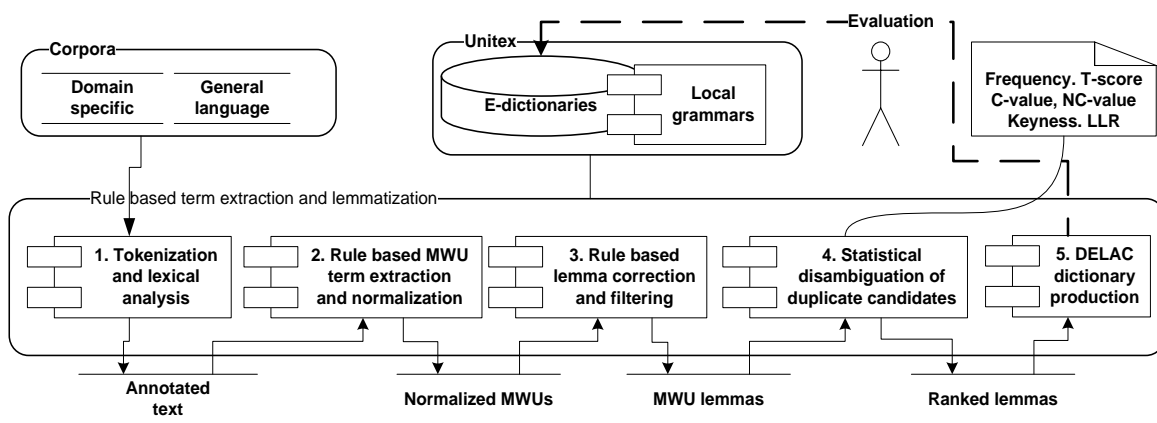 Corpora
Domain
specific
General
language
Unitex
E-dictionaries
Local
grammars
Evaluation
Frequency. T-score
C-value, NC-value
Keyness. LLR
Rule based term extraction and lemmatization
1. Tokenization
and lexical
analysis
2. Rule based MWU
term extraction
and normalization
3. Rule based
lemma correction
and filtering
4. Statistical
disambiguation of
duplicate candidates
5. DELAC
dictionary
production
Annotated
text
Normalized MWUs
MWU lemmas
Ranked lemmas